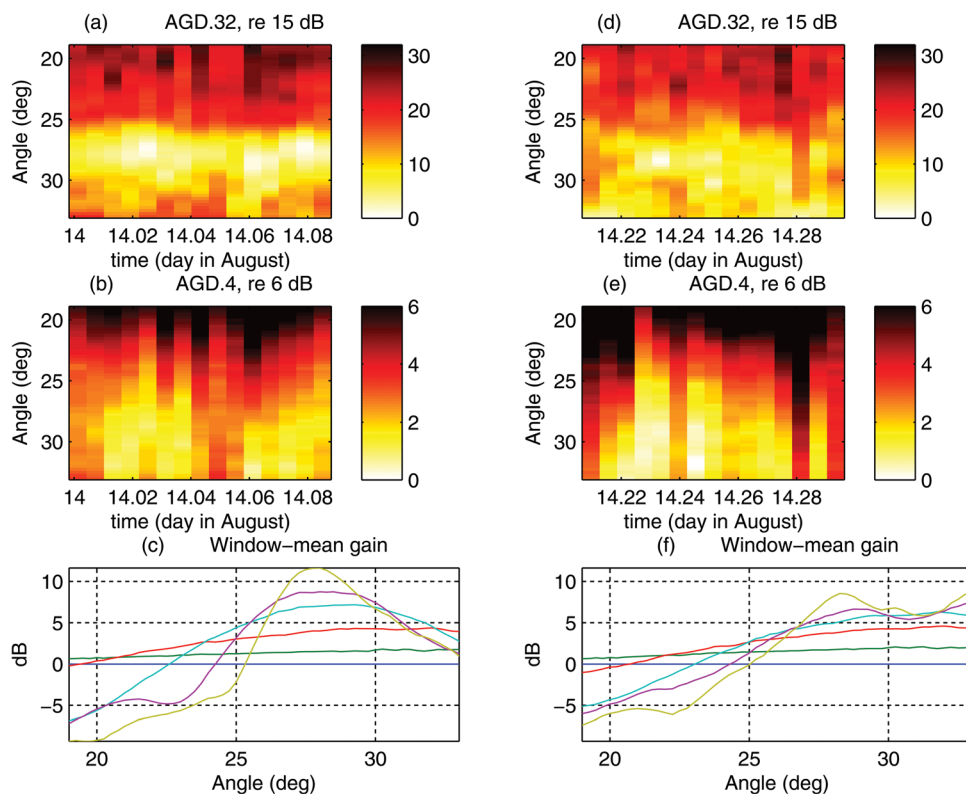 (a) AGD.32, re 15 dB
20
25
30
Angle (deg)
14 14.02 14.04 14.06 14.08
time (day in August)
30
20
10
0
(d) AGD.32, re 15 dB
20
25
30
Angle (deg)
14.22 14.24 14.26 14.28
time (day in August)
30
20
10
0
(b) AGD.4, re 6 dB
20
25
30
Angle (deg)
14 14.02 14.04 14.06 14.08
time (day in August)
6
4
2
0
(e) AGD.4, re 6 dB
20
25
30
Angle (deg)
14.22 14.24 14.26 14.28
time (day in August)
6
4
2
0
(c) Window−mean gain
10
5
0
−5
dB
20 25 30
Angle (deg)
(f) Window−mean gain
10
5
0
−5
dB
20 25 30
Angle (deg)